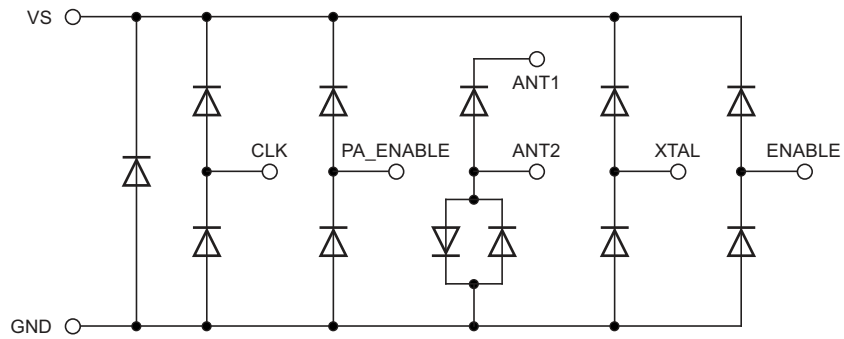 VS
ANT1
CLK
PA_ENABLE
ANT2
XTAL
ENABLE
GND